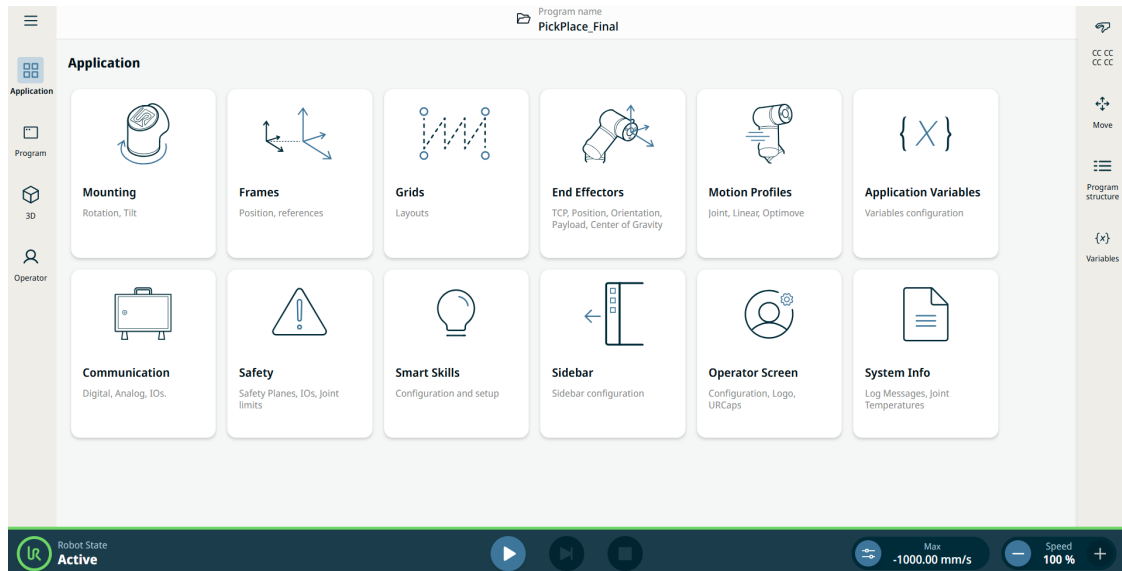 Program name
PickPlace_Final
Application
Application
Program
3D
Operator
Mounting
Rotation, Tilt
Frames
Position, references
Grids
Layouts
End Effectors
TCP, Position, Orientation,
Payload, Center of Gravity
Motion Profiles
Joint, Linear, Optimove
{X}
Application Variables
Variables configuration
Communication
Digital, Analog, IOs.
Safety
Safety Planes, IOs, Joint
limits
Smart Skills
Configuration and setup
Sidebar
Sidebar configuration
Operator Screen
Configuration, Logo,
URCaps
System Info
Log Messages, Joint
Temperatures
CC CC
CC CC
Move
Program
structure
{x}
Variables
UR
Robot State
Active
Max
-1000.00 mm/s
Speed
100 %